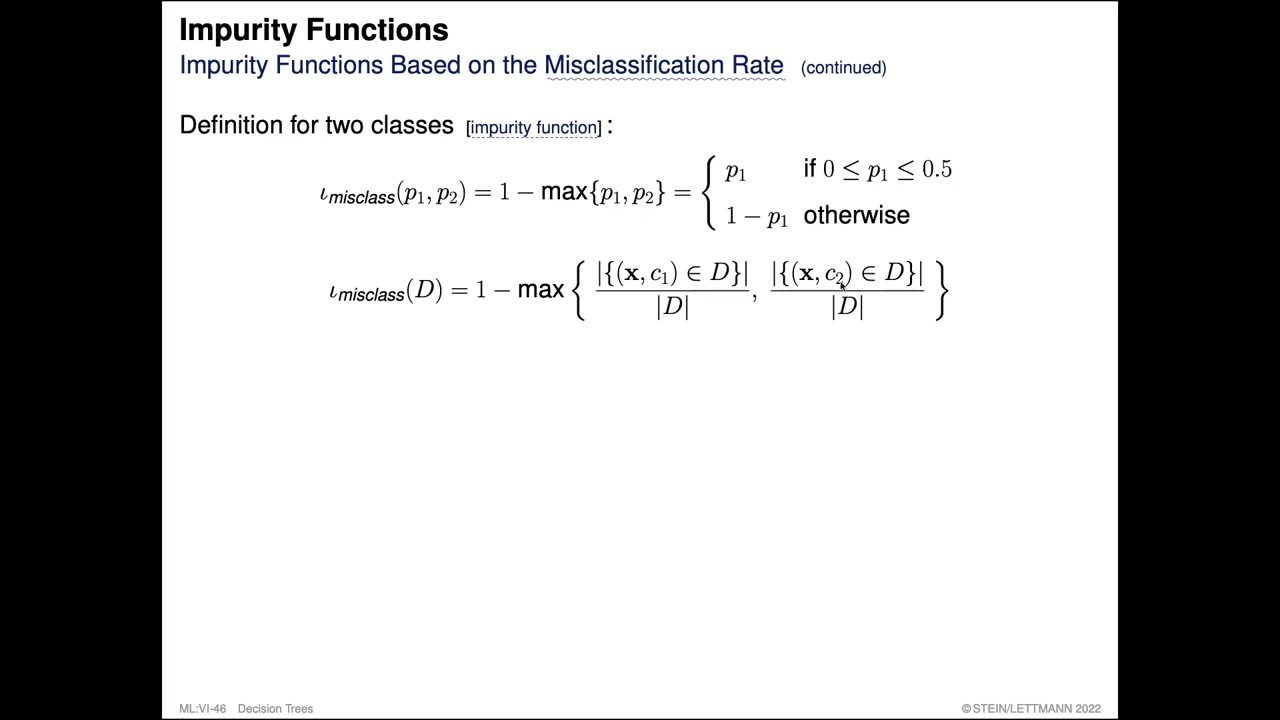 Impurity Functions
Impurity Functions Based on the Misclassification Rate (continued)
Definition for two classes [impurity function] :
ι_misclass(p₁, p₂) = 1 − max{p₁, p₂} = { p₁ if 0 ≤ p₁ ≤ 0.5
1 − p₁ otherwise
ι_misclass(D) = 1 − max { |{(x, c₁) ∈ D}| / |D| , |{(x, c₂) ∈ D}| / |D| }
ML:VI-46 Decision Trees ©STEIN/LETTMANN 2022